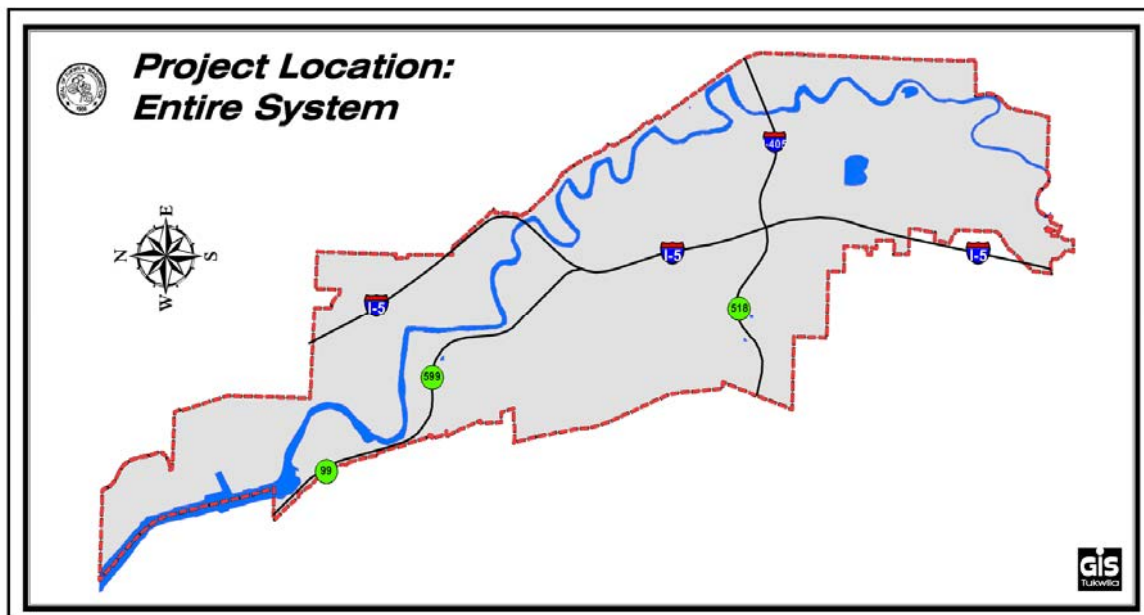 Project Location:
Entire System
E
N
S
W
I-405
I-5
I-5
I-5
518
599
99
GIS
Tukwila